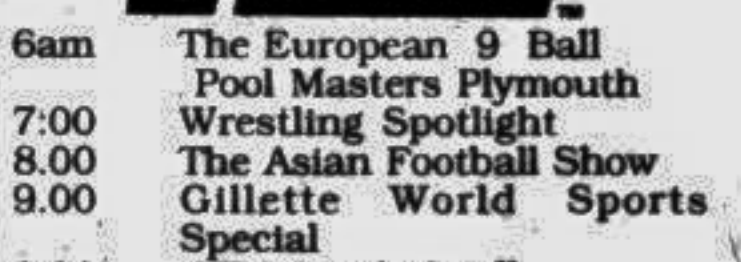 6am The European 9 Ball
Pool Masters Plymouth
7:00 Wrestling Spotlight
8.00 The Asian Football Show
9.00 Gillette World Sports
Special